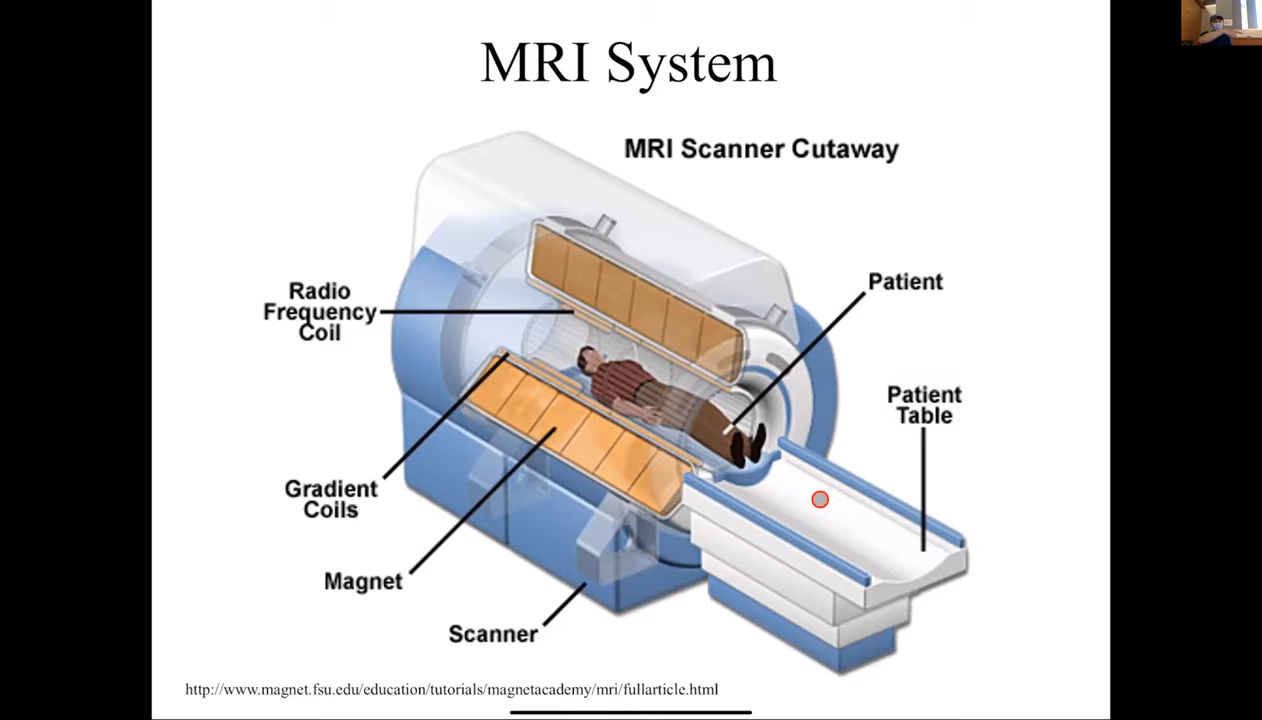 MRI System
MRI Scanner Cutaway
Radio
Frequency
Coil
Patient
Patient
Table
Gradient
Coils
Magnet
Scanner
http://www.magnet.fsu.edu/education/tutorials/magnetacademy/mri/fullarticle.html